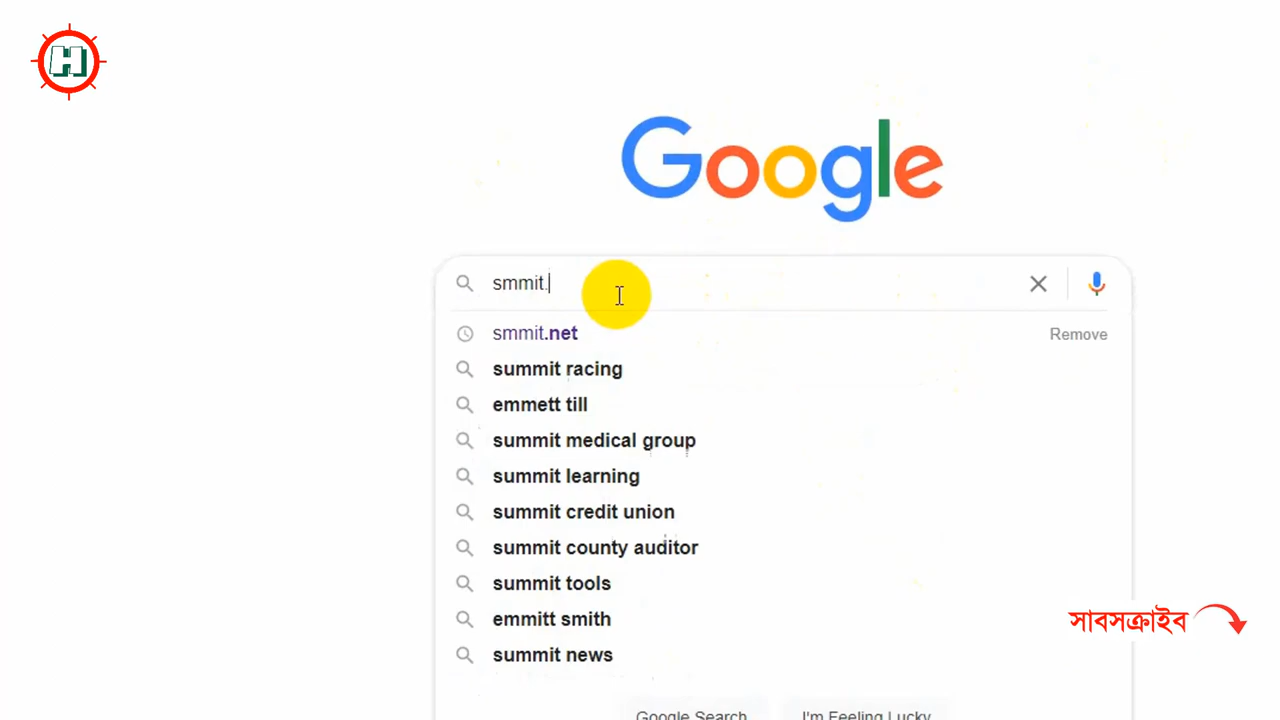 H
Google
smmit.
smmit.net Remove
summit racing
emmett till
summit medical group
summit learning
summit credit union
summit county auditor
summit tools
emmitt smith
সাবসক্রাইব
summit news
Google Search I'm Feeling Lucky